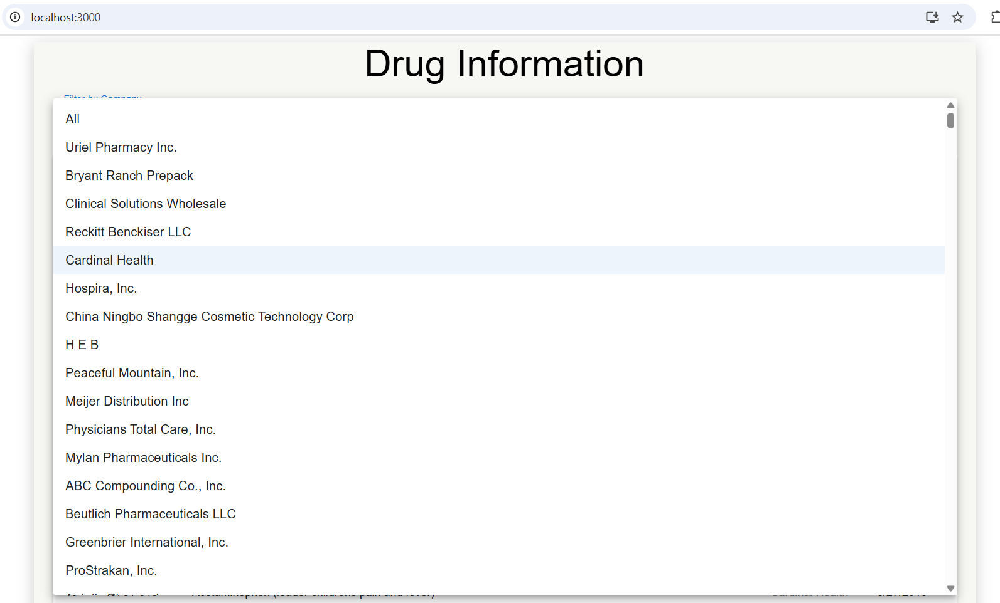 localhost:3000
Drug Information
Filter by Company
All
Uriel Pharmacy Inc.
Bryant Ranch Prepack
Clinical Solutions Wholesale
Reckitt Benckiser LLC
Cardinal Health
Hospira, Inc.
China Ningbo Shangge Cosmetic Technology Corp
H E B
Peaceful Mountain, Inc.
Meijer Distribution Inc
Physicians Total Care, Inc.
Mylan Pharmaceuticals Inc.
ABC Compounding Co., Inc.
Beutlich Pharmaceuticals LLC
Greenbrier International, Inc.
ProStrakan, Inc.
Acetaminophen (leader childrens pain and fever) Cardinal Health